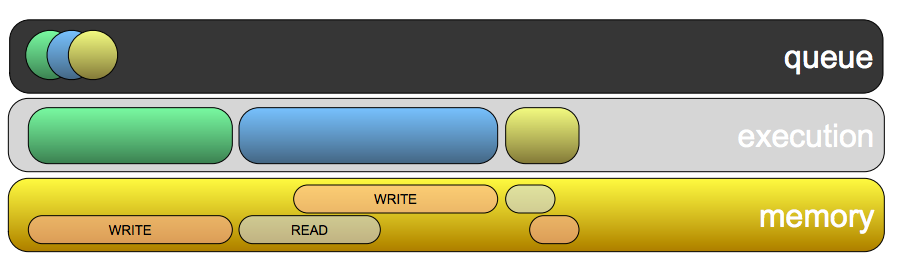 queue
execution
WRITE
memory
WRITE
READ